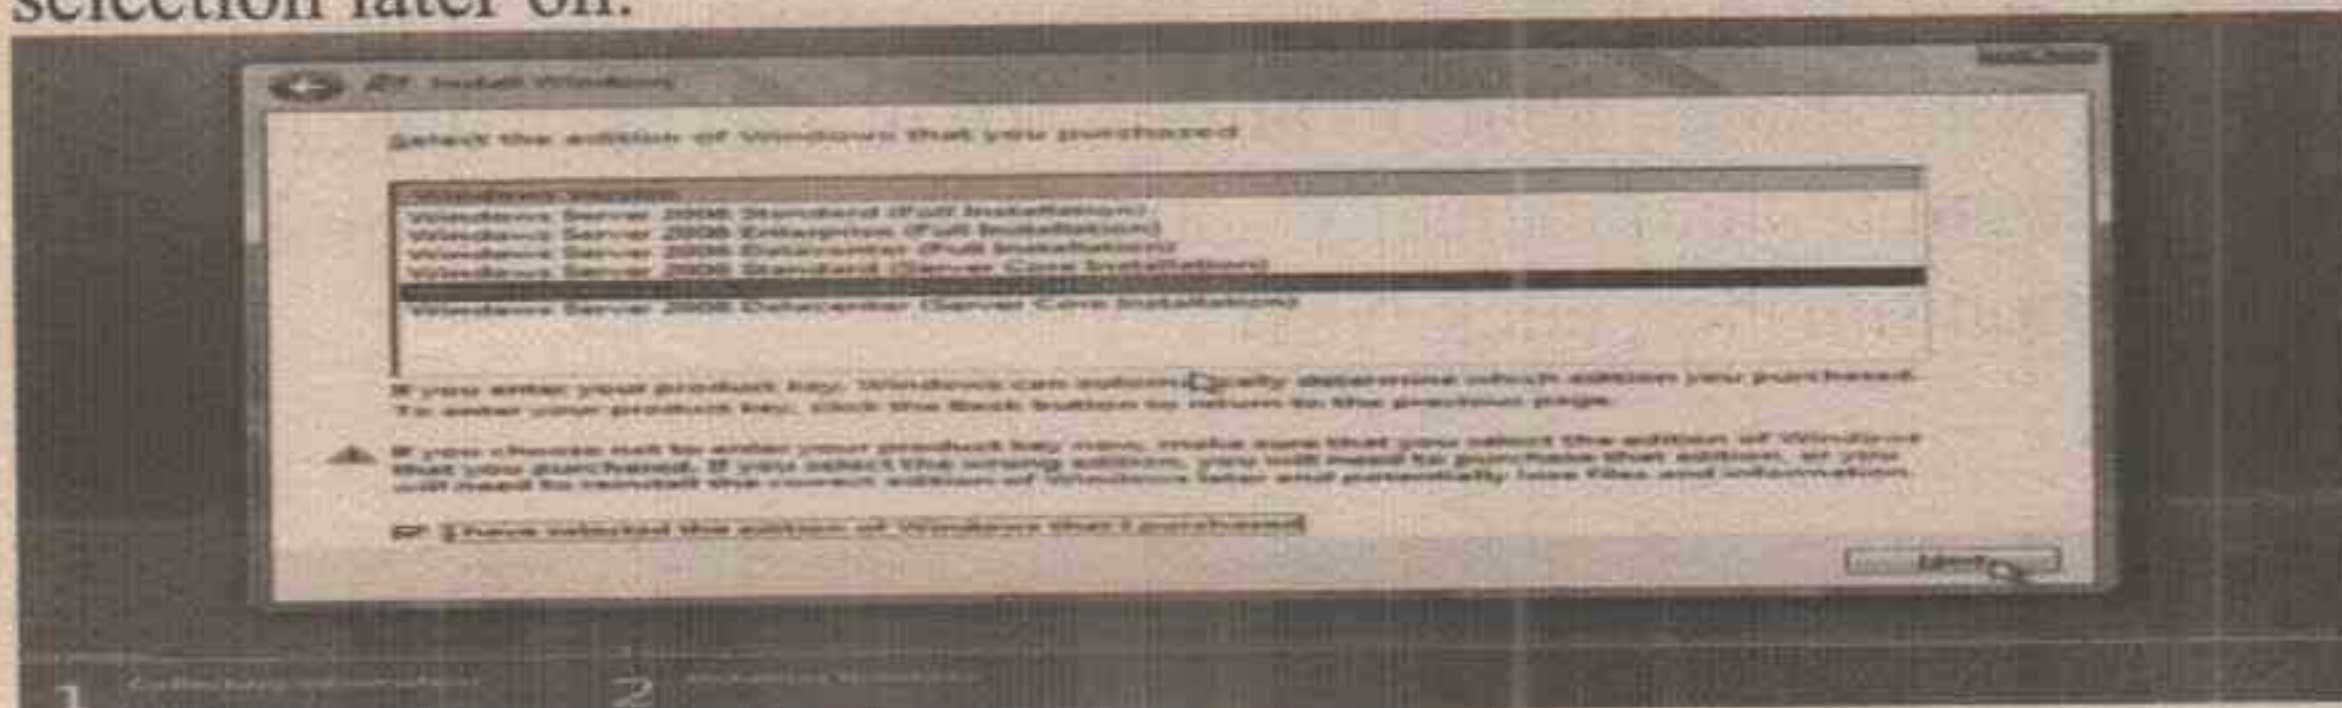 selection later on.
Install Windows
Select the edition of Windows that you purchased
Windows Version
Windows Server 2008 Standard (Full Installation)
Windows Server 2008 Enterprise (Full Installation)
Windows Server 2008 Datacenter (Full Installation)
Windows Server 2008 Standard (Server Core Installation)
Windows Server 2008 Datacenter (Server Core Installation)
If you enter your product key, Windows can automatically determine which edition you purchased.
To enter your product key, click the Back button to return to the previous page.
If you choose not to enter your product key now, make sure that you select the edition of Windows
that you purchased. If you select the wrong edition, you will need to purchase that edition, or you
will need to reinstall the correct edition of Windows later and potentially lose files and information.
I have selected the edition of Windows that I purchased
Next
1 Collecting information
2